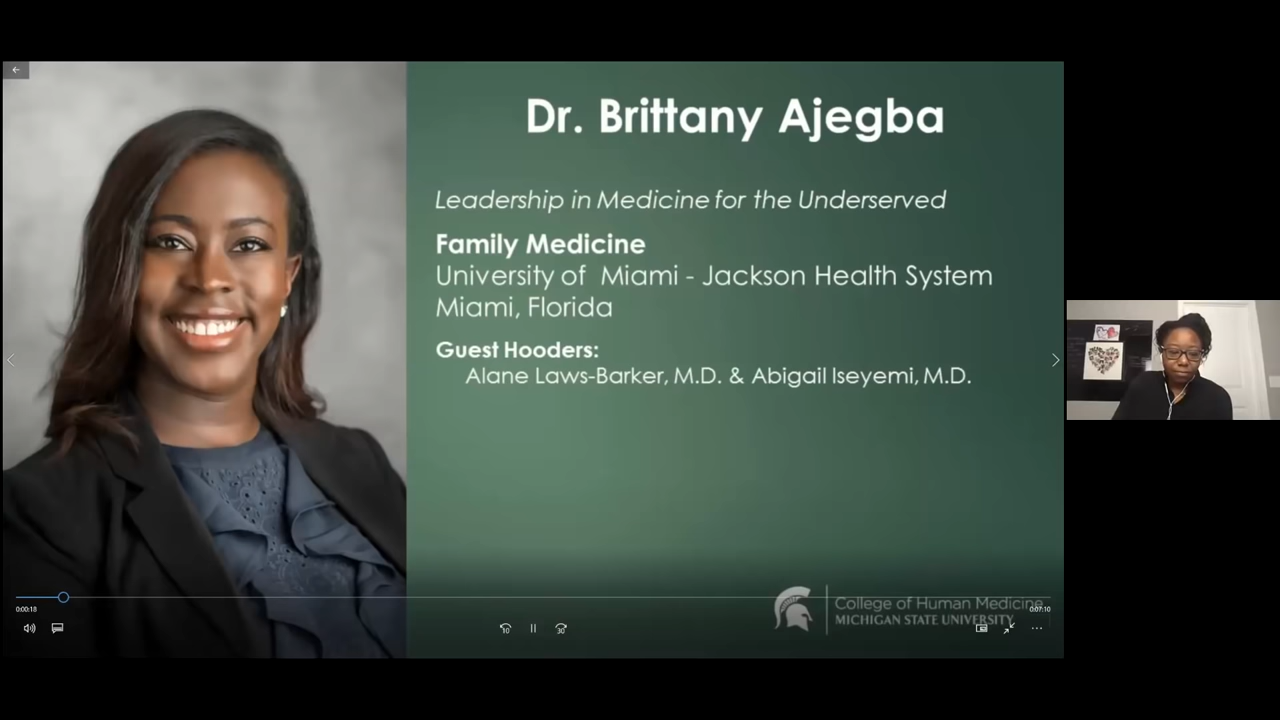 Dr. Brittany Ajegba
Leadership in Medicine for the Underserved
Family Medicine
University of Miami - Jackson Health System
Miami, Florida
Guest Hooders:
Alane Laws-Barker, M.D. & Abigail Iseyemi, M.D.
College of Human Medicine
MICHIGAN STATE UNIVERSITY
0:00:18
0:07:10
10
30